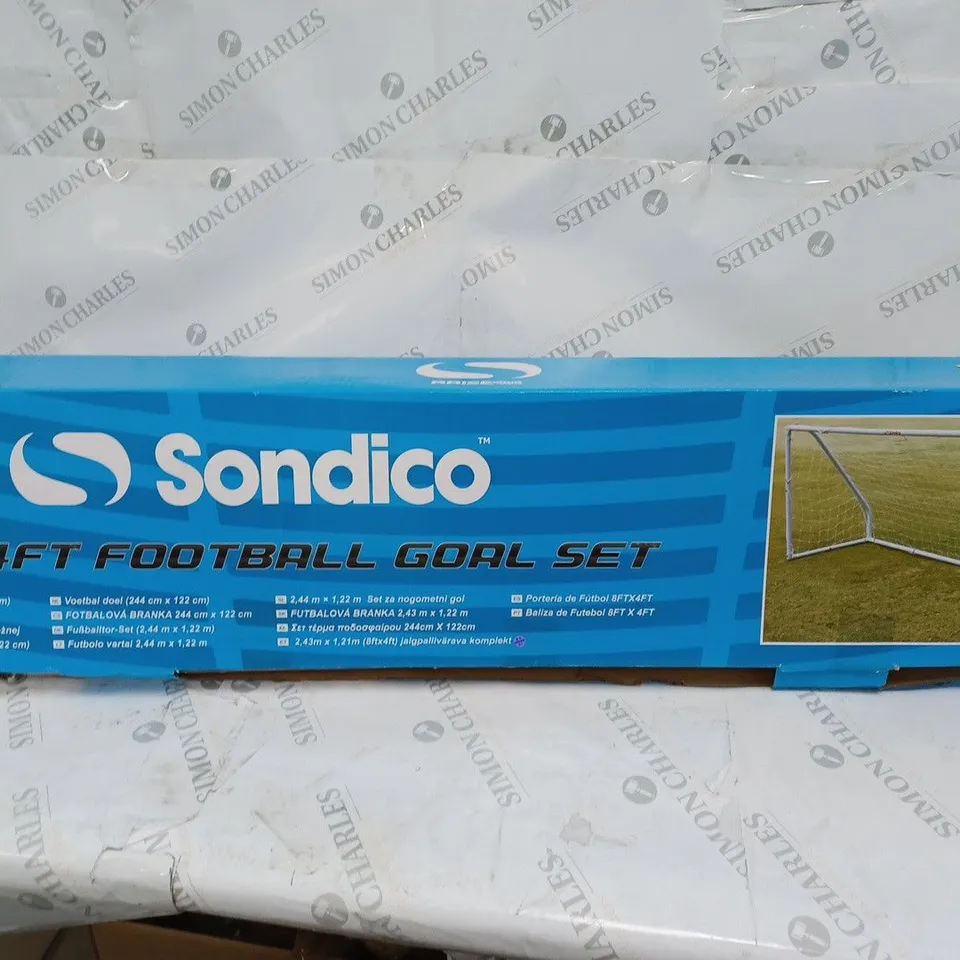 Sondico™
4FT FOOTBALL GOAL SET
Voetbal doel (244 cm x 122 cm)
FOTBALOVÁ BRANKA 244 cm x 122 cm
Fußballtor-Set (2,44 m x 1,22 m)
Futbolo vartai 2,44 m x 1,22 m
2,44 m × 1,22 m Set za nogometni gol
FUTBALOVÁ BRANKA 2,43 m x 1,22 m
Σετ τέρμα ποδοσφαίρου 244cm X 122cm
2,43m x 1,21m (8ftx4ft) jalgpallivärava komplekt
Portería de Fútbol 8FTX4FT
Baliza de Futebol 8FT X 4FT
SIMON CHARLES